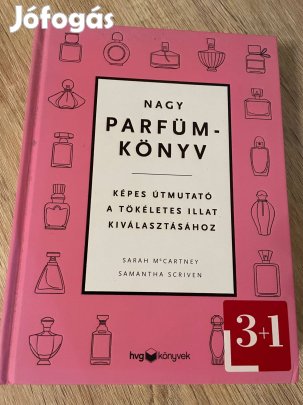 Jófogás
NAGY
PARFÜM-
KÖNYV
KÉPES ÚTMUTATÓ
A TÖKÉLETES ILLAT
KIVÁLASZTÁSÁHOZ
SARAH McCARTNEY
SAMANTHA SCRIVEN
3+1
hvg könyvek